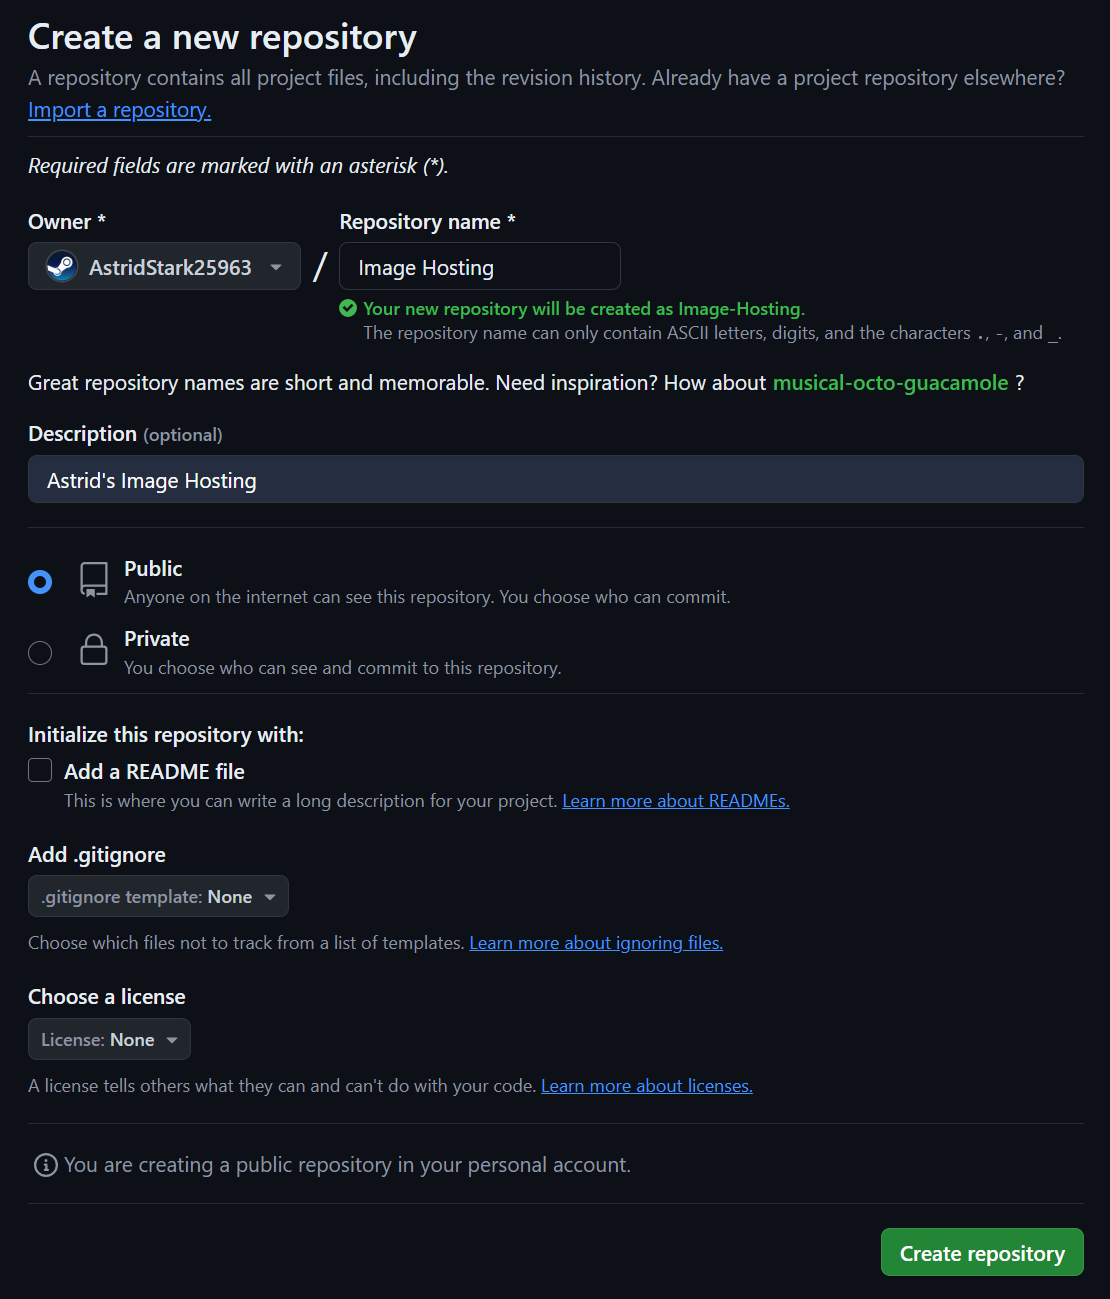 Create a new repository
A repository contains all project files, including the revision history. Already have a project repository elsewhere?
Import a repository.
Required fields are marked with an asterisk (*).
Owner *
Repository name *
AstridStark25963
/
Image Hosting
Your new repository will be created as Image-Hosting.
The repository name can only contain ASCII letters, digits, and the characters ., -, and _.
Great repository names are short and memorable. Need inspiration? How about musical-octo-guacamole ?
Description (optional)
Astrid's Image Hosting
Public
Anyone on the internet can see this repository. You choose who can commit.
Private
You choose who can see and commit to this repository.
Initialize this repository with:
Add a README file
This is where you can write a long description for your project. Learn more about READMEs.
Add .gitignore
.gitignore template: None
Choose which files not to track from a list of templates. Learn more about ignoring files.
Choose a license
License: None
A license tells others what they can and can't do with your code. Learn more about licenses.
You are creating a public repository in your personal account.
Create repository